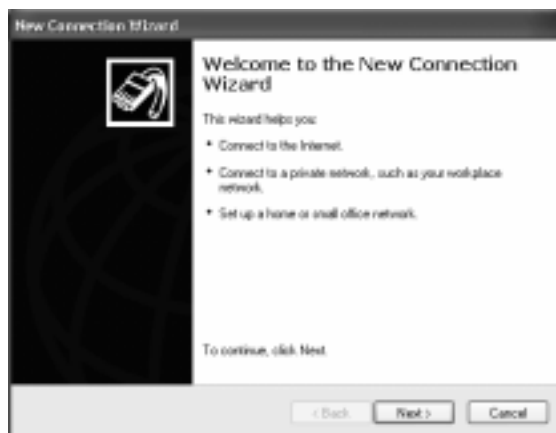 New Connection Wizard
Welcome to the New Connection
Wizard
This wizard helps you:
• Connect to the Internet.
• Connect to a private network, such as your workplace
network.
• Set up a home or small office network.
To continue, click Next.
< Back
Next >
Cancel